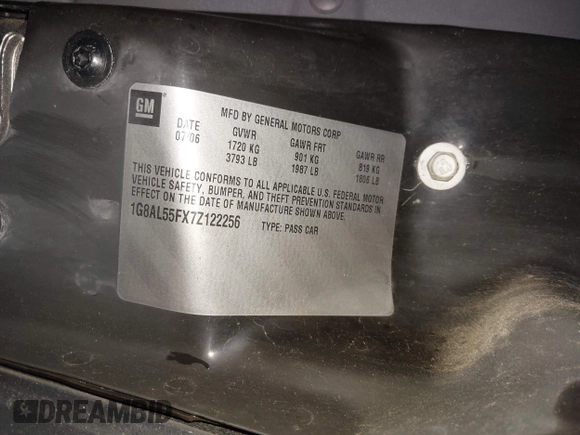 GM
MFD BY GENERAL MOTORS CORP
DATE GVWR GAWR FRT GAWR RR
07/06 1720 KG 901 KG 819 KG
3793 LB 1987 LB 1806 LB
THIS VEHICLE CONFORMS TO ALL APPLICABLE U.S. FEDERAL MOTOR
VEHICLE SAFETY, BUMPER, AND THEFT PREVENTION STANDARDS IN
EFFECT ON THE DATE OF MANUFACTURE SHOWN ABOVE.
1G8AL55FX7Z122256 TYPE: PASS CAR
DREAMBID